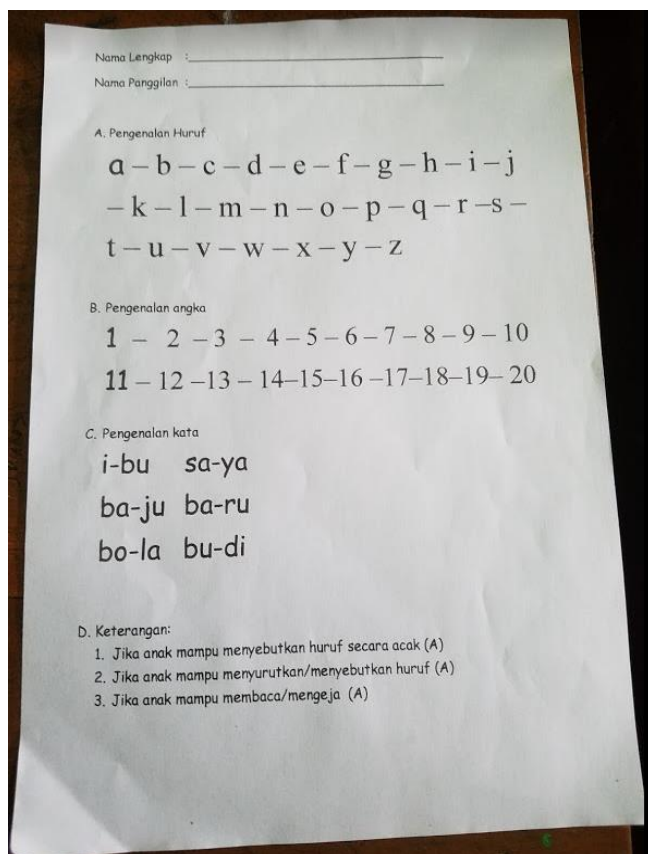 Nama Lengkap :
Nama Panggilan :
A. Pengenalan Huruf
a – b – c – d – e – f – g – h – i – j
– k – l – m – n – o – p – q – r –s –
t – u – v – w – x – y – z
B. Pengenalan angka
1 – 2 – 3 – 4 – 5 – 6 – 7 – 8 – 9 – 10
11 – 12 –13 – 14–15–16 –17–18–19– 20
C. Pengenalan kata
i-bu sa-ya
ba-ju ba-ru
bo-la bu-di
D. Keterangan:
1. Jika anak mampu menyebutkan huruf secara acak (A)
2. Jika anak mampu menyurutkan/menyebutkan huruf (A)
3. Jika anak mampu membaca/mengeja (A)